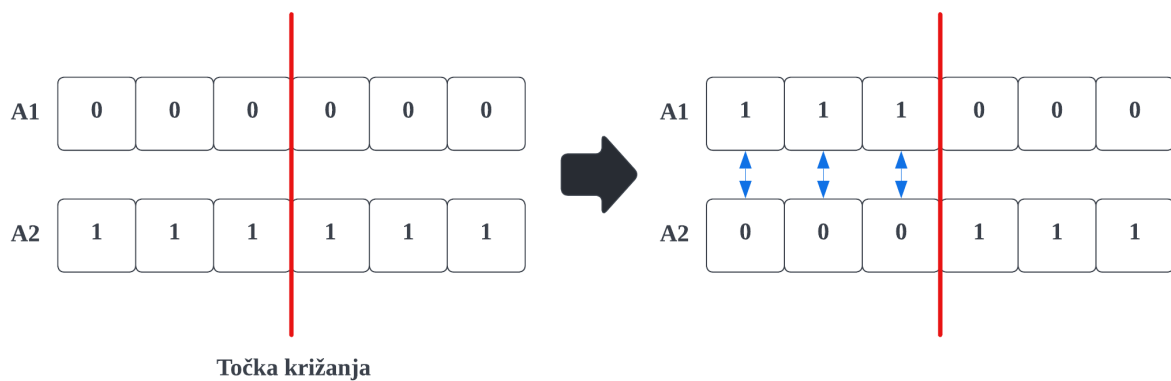 A1 0 0 0 0 0 0
A2 1 1 1 1 1 1
Točka križanja
A1 1 1 1 0 0 0
A2 0 0 0 1 1 1